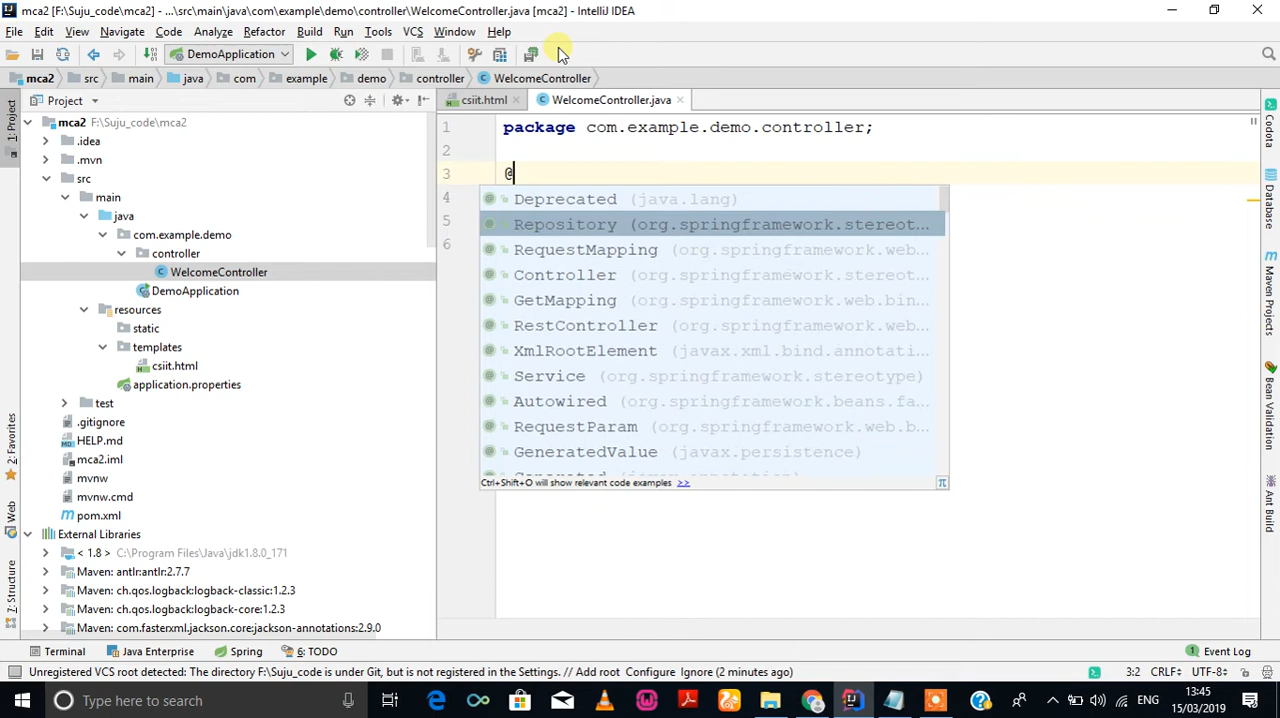 mca2 [F:\Suju_code\mca2] - ...\src\main\java\com\example\demo\controller\WelcomeController.java [mca2] - IntelliJ IDEA
File Edit View Navigate Code Analyze Refactor Build Run Tools VCS Window Help
DemoApplication
mca2 src main java com example demo controller WelcomeController
1: Project
Project
csiit.html
WelcomeController.java
mca2 F:\Suju_code\mca2
.idea
.mvn
src
main
java
com.example.demo
controller
WelcomeController
DemoApplication
resources
static
templates
csiit.html
application.properties
test
.gitignore
HELP.md
mca2.iml
mvnw
mvnw.cmd
pom.xml
External Libraries
< 1.8 > C:\Program Files\Java\jdk1.8.0_171
Maven: antlr:antlr:2.7.7
Maven: ch.qos.logback:logback-classic:1.2.3
Maven: ch.qos.logback:logback-core:1.2.3
Maven: com.fasterxml.jackson.core:jackson-annotations:2.9.0
2: Favorites
Web
7: Structure
1 package com.example.demo.controller;
2
3 @
4
5
6
Deprecated (java.lang)
Repository (org.springframework.stereot...
RequestMapping (org.springframework.web...
Controller (org.springframework.stereot...
GetMapping (org.springframework.web.bin...
RestController (org.springframework.web...
XmlRootElement (javax.xml.bind.annotati...
Service (org.springframework.stereotype)
Autowired (org.springframework.beans.fa...
RequestParam (org.springframework.web.b...
GeneratedValue (javax.persistence)
Generated (javax.annotation)
Ctrl+Shift+O will show relevant code examples >>
π
Codota
Database
Maven Projects
Bean Validation
Ant Build
Terminal Java Enterprise Spring 6: TODO
1 Event Log
Unregistered VCS root detected: The directory F:\Suju_code is under Git, but is not registered in the Settings. // Add root Configure Ignore (2 minutes ago)
3:2 CRLF UTF-8
Type here to search
ENG
13:45
15/03/2019